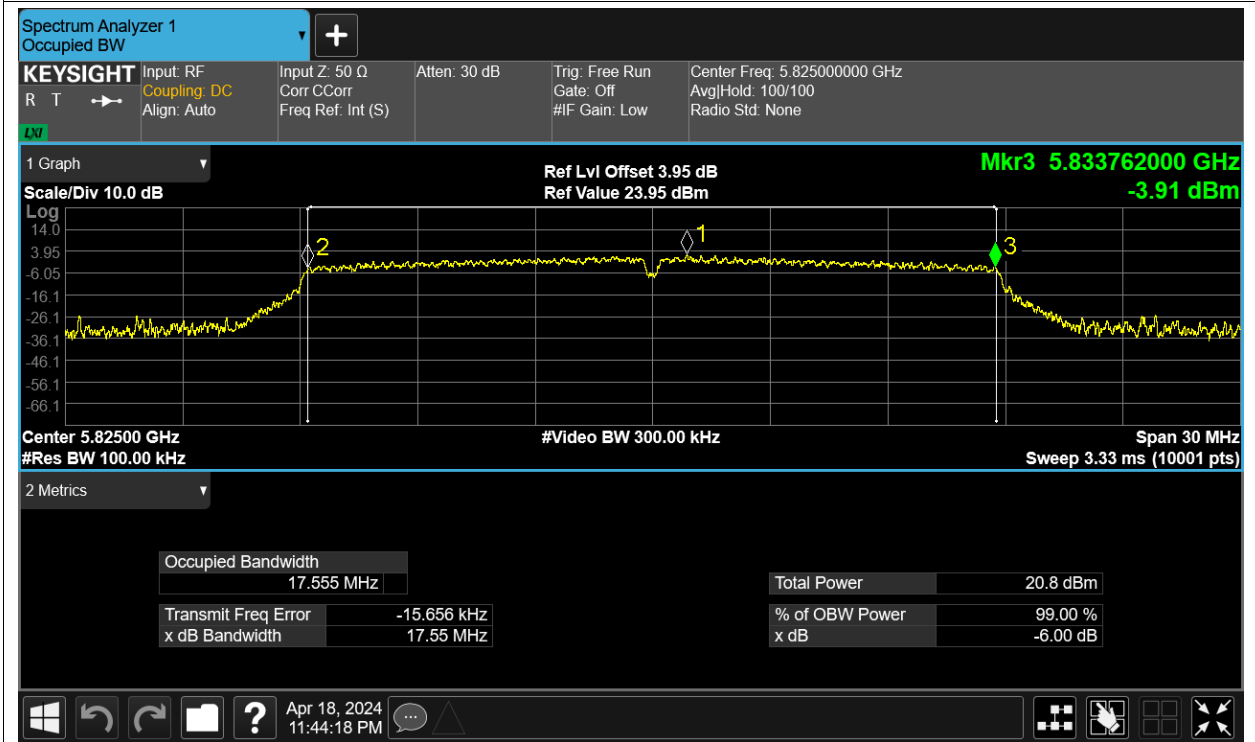 Spectrum Analyzer 1
Occupied BW
KEYSIGHT
R T
LXI
Input: RF
Coupling: DC
Align: Auto
Input Z: 50 Ω
Corr CCorr
Freq Ref: Int (S)
Atten: 30 dB
Trig: Free Run
Gate: Off
#IF Gain: Low
Center Freq: 5.825000000 GHz
Avg|Hold: 100/100
Radio Std: None
1 Graph
Scale/Div 10.0 dB
Ref Lvl Offset 3.95 dB
Ref Value 23.95 dBm
Mkr3 5.833762000 GHz
-3.91 dBm
Log
14.0
3.95
-6.05
-16.1
-26.1
-36.1
-46.1
-56.1
-66.1
2
1
3
Center 5.82500 GHz
#Res BW 100.00 kHz
#Video BW 300.00 kHz
Span 30 MHz
Sweep 3.33 ms (10001 pts)
2 Metrics
Occupied Bandwidth
17.555 MHz
Transmit Freq Error -15.656 kHz
x dB Bandwidth 17.55 MHz
Total Power 20.8 dBm
% of OBW Power 99.00 %
x dB -6.00 dB
?
Apr 18, 2024
11:44:18 PM